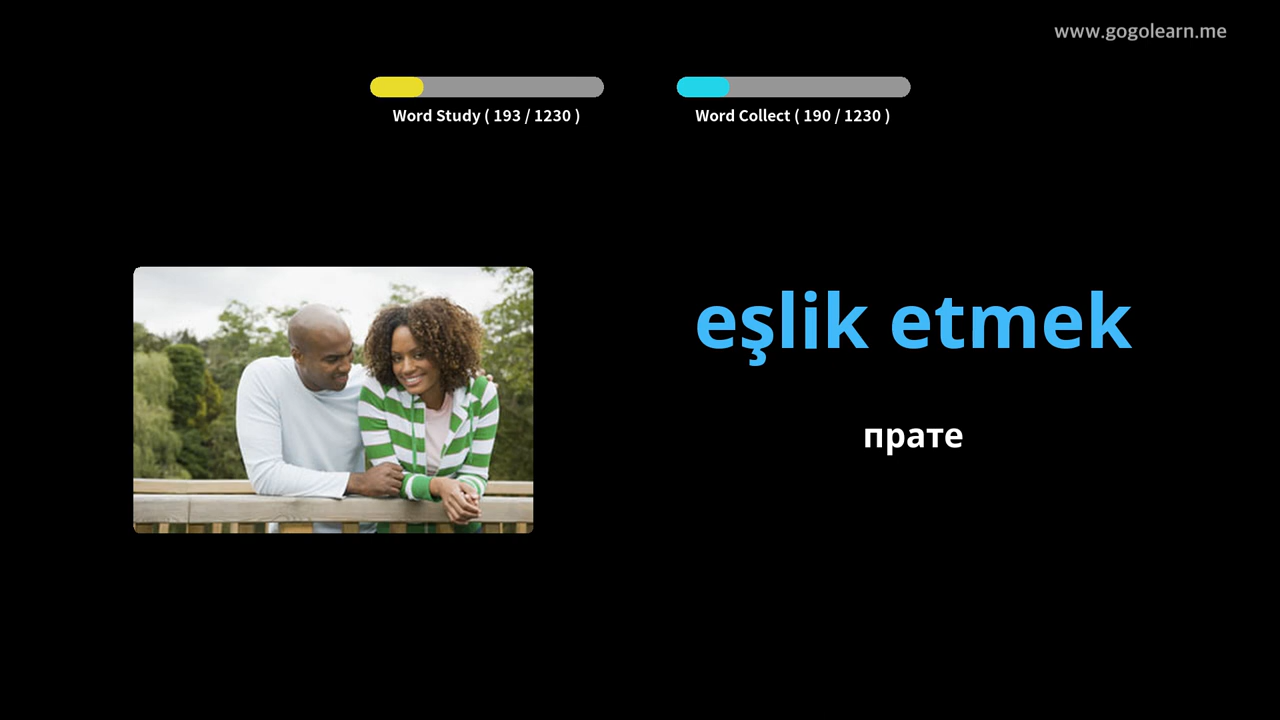 www.gogolearn.me
Word Study ( 193 / 1230 )
Word Collect ( 190 / 1230 )
eşlik etmek
прате